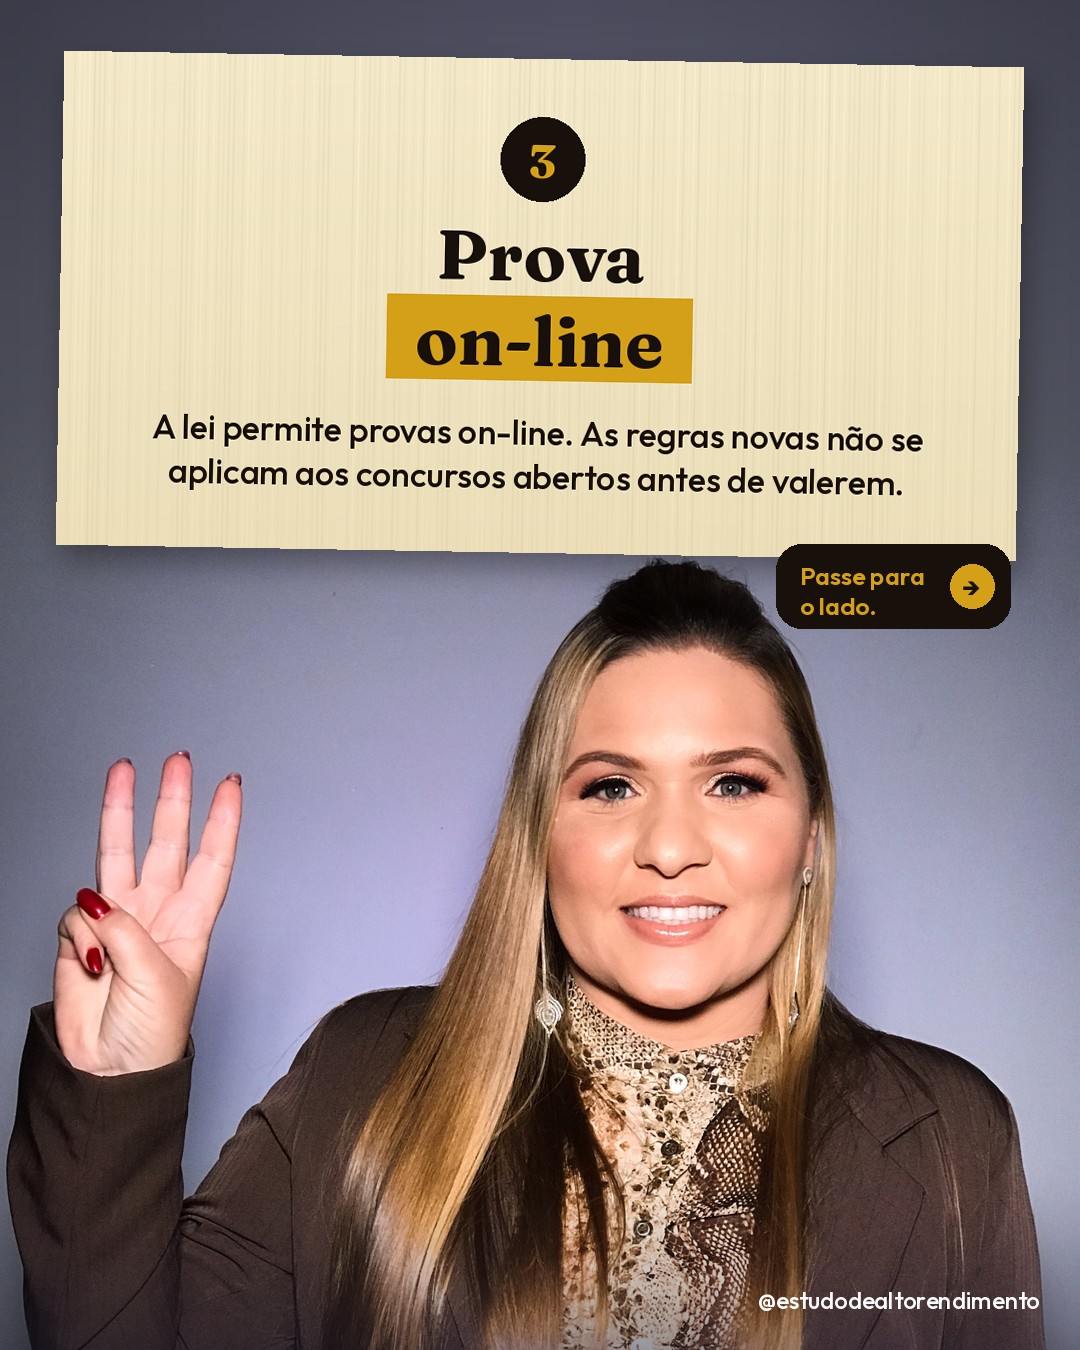 3
Prova
on-line
A lei permite provas on-line. As regras novas não se
aplicam aos concursos abertos antes de valerem.
Passe para
o lado.
@estudodealtorendimento